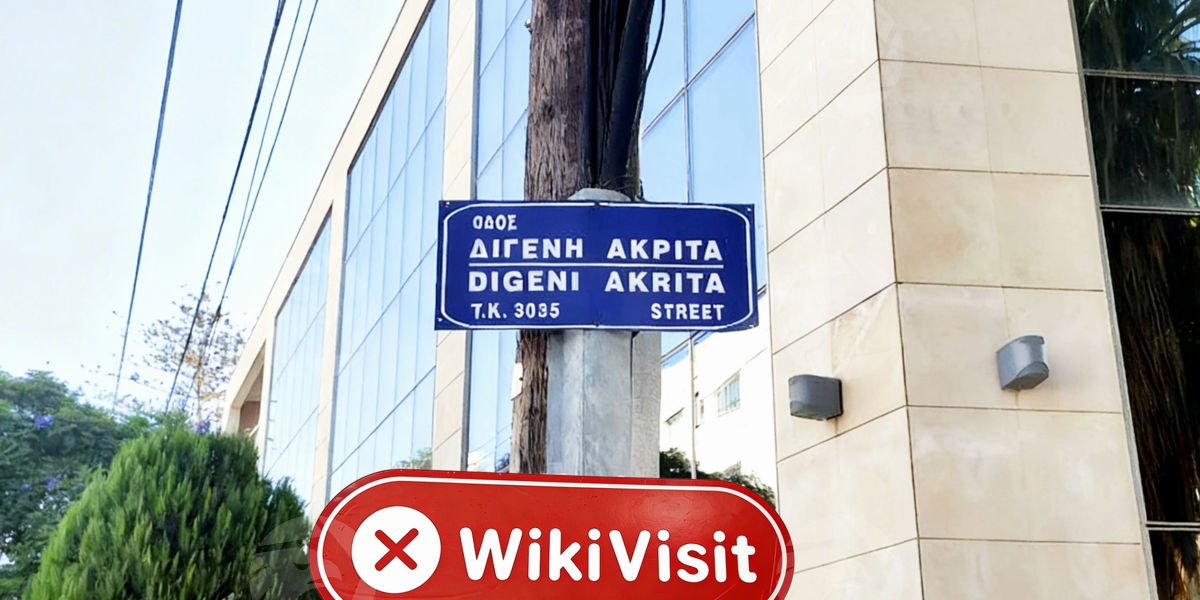 ΟΔΟΣ
ΔΙΓΕΝΗ ΑΚΡΙΤΑ
DIGENI AKRITA
T.K. 3035 STREET
WikiVisit